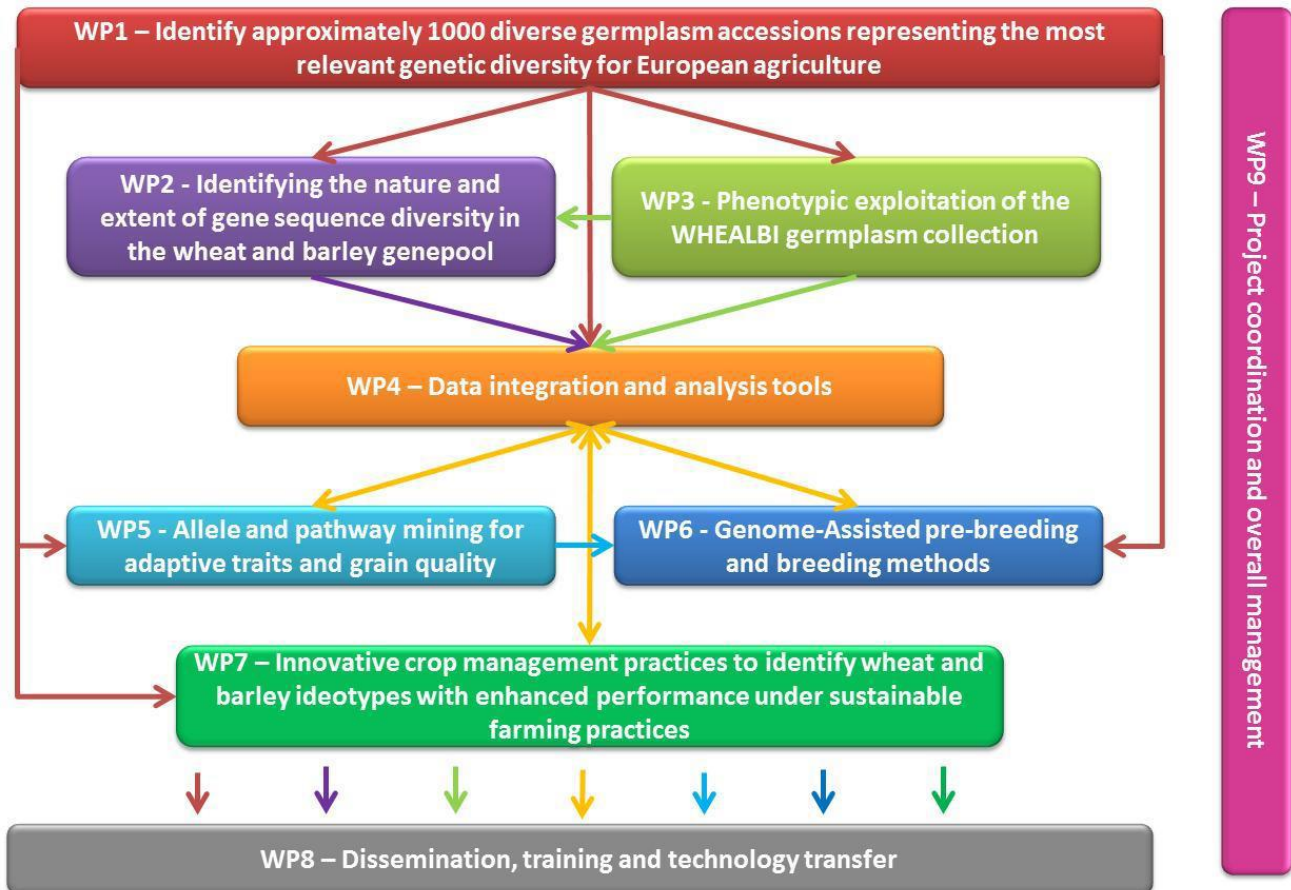 WP1 – Identify approximately 1000 diverse germplasm accessions representing the most
relevant genetic diversity for European agriculture
WP2 - Identifying the nature and
extent of gene sequence diversity in
the wheat and barley genepool
WP3 - Phenotypic exploitation of the
WHEALBI germplasm collection
WP4 – Data integration and analysis tools
WP5 - Allele and pathway mining for
adaptive traits and grain quality
WP6 - Genome-Assisted pre-breeding
and breeding methods
WP7 – Innovative crop management practices to identify wheat and
barley ideotypes with enhanced performance under sustainable
farming practices
WP8 – Dissemination, training and technology transfer
WP9 – Project coordination and overall management